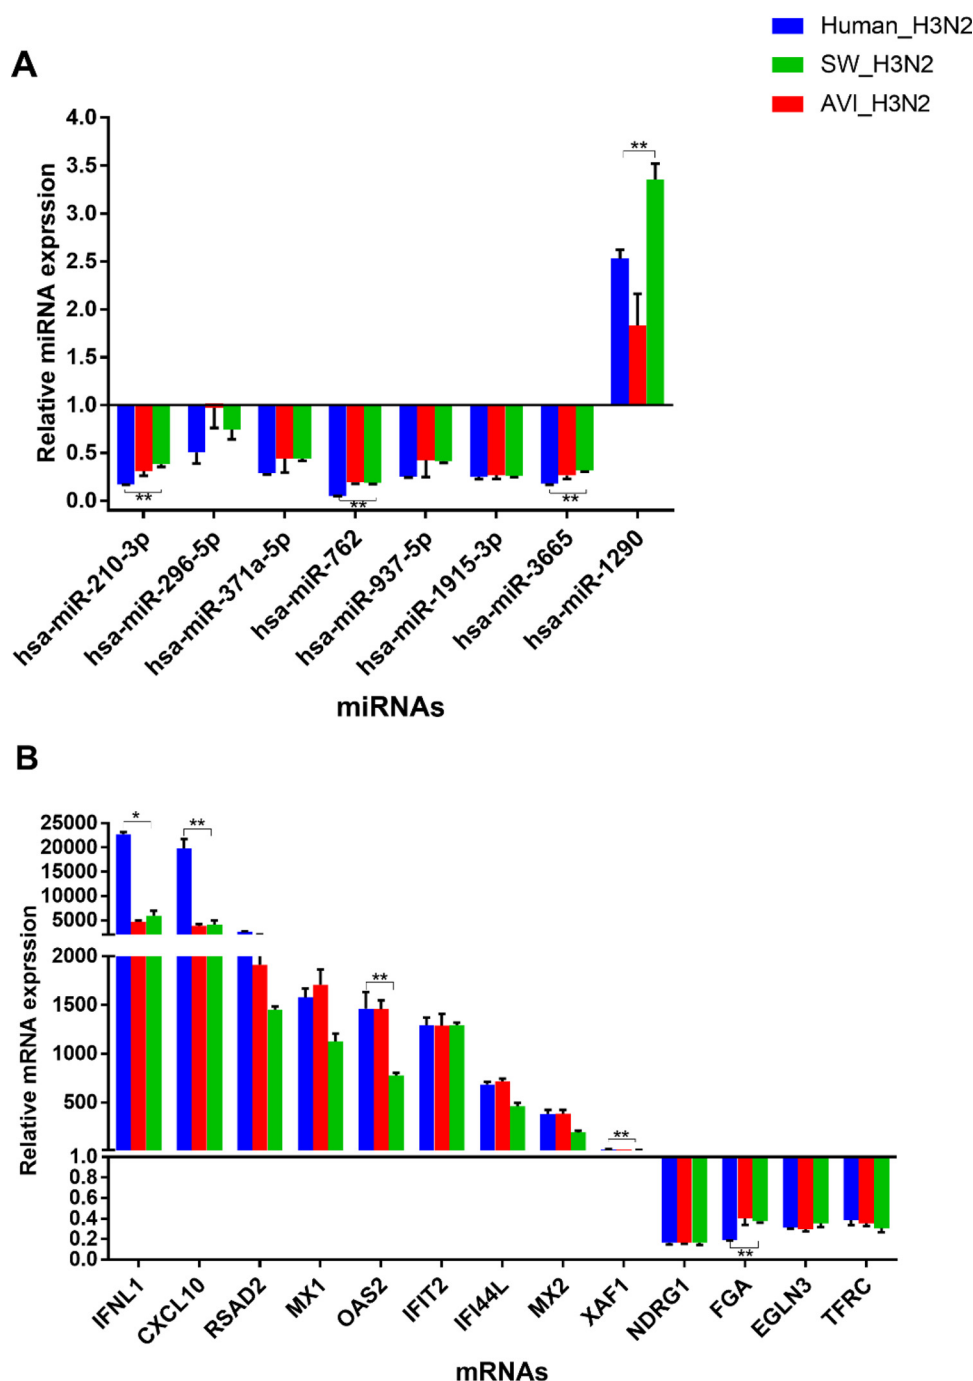 Human_H3N2
SW_H3N2
AVI_H3N2
A
Relative miRNA exprssion
4.0
3.5
3.0
2.5
2.0
1.5
1.0
0.5
0.0
**
**
**
**
hsa-miR-210-3p
hsa-miR-296-5p
hsa-miR-371a-5p
hsa-miR-762
hsa-miR-937-5p
hsa-miR-1915-3p
hsa-miR-3665
hsa-miR-1290
miRNAs
B
Relative mRNA exprssion
25000
20000
15000
10000
5000
2000
1500
1000
500
1.0
0.8
0.6
0.4
0.2
0.0
*
**
**
**
**
IFNL1
CXCL10
RSAD2
MX1
OAS2
IFIT2
IFI44L
MX2
XAF1
NDRG1
FGA
EGLN3
TFRC
mRNAs